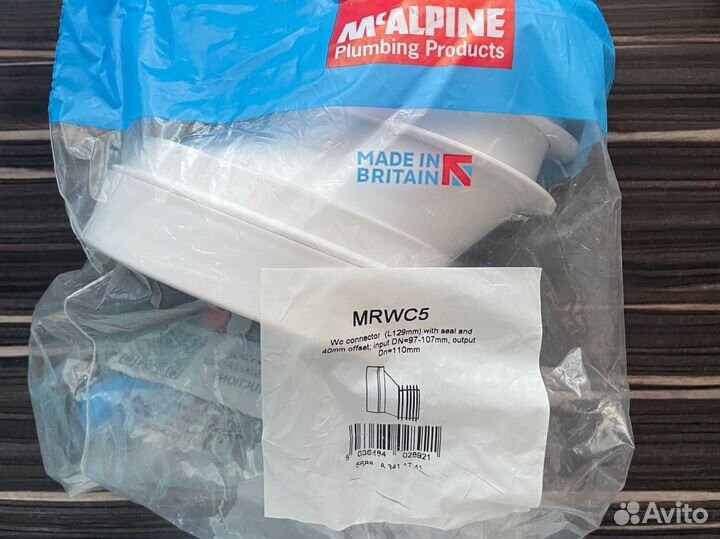 McALPINE
Plumbing Products
MADE IN
BRITAIN
MRWC5
Wc connector (L129mm) with seal and
40mm offset; input DN=97-107mm, output
Dn=110mm
5 036484 028921
Avito